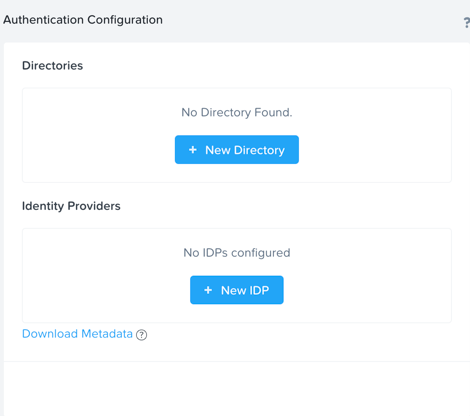 Authentication Configuration
?
Directories
No Directory Found.
+ New Directory
Identity Providers
No IDPs configured
+ New IDP
Download Metadata ?